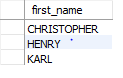 first_name
CHRISTOPHER
HENRY
KARL